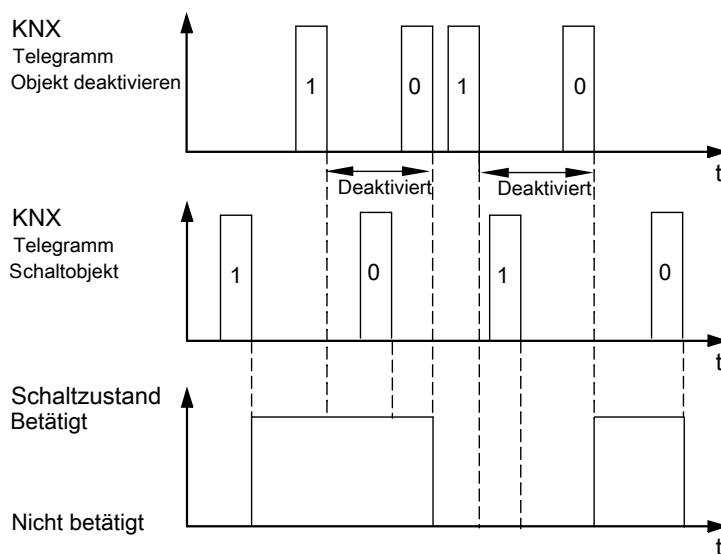 KNX
Telegramm
Objekt deaktivieren
1
0
1
0
t
Deaktiviert
Deaktiviert
KNX
Telegramm
Schaltobjekt
1
0
1
0
t
Schaltzustand
Betätigt
Nicht betätigt
t